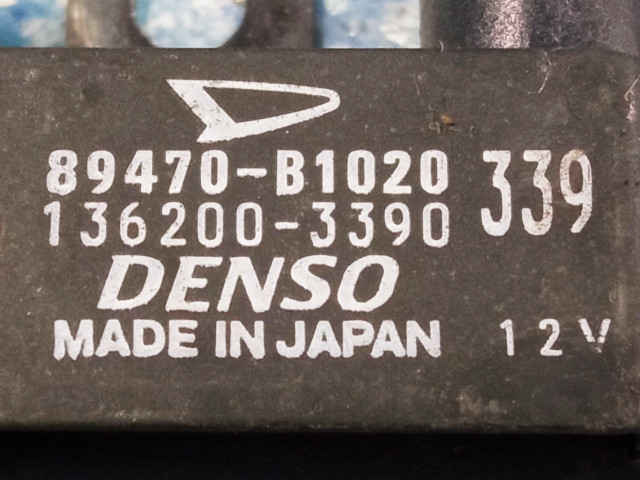 89470-B1020 339
136200-3390
DENSO
MADE IN JAPAN 12V